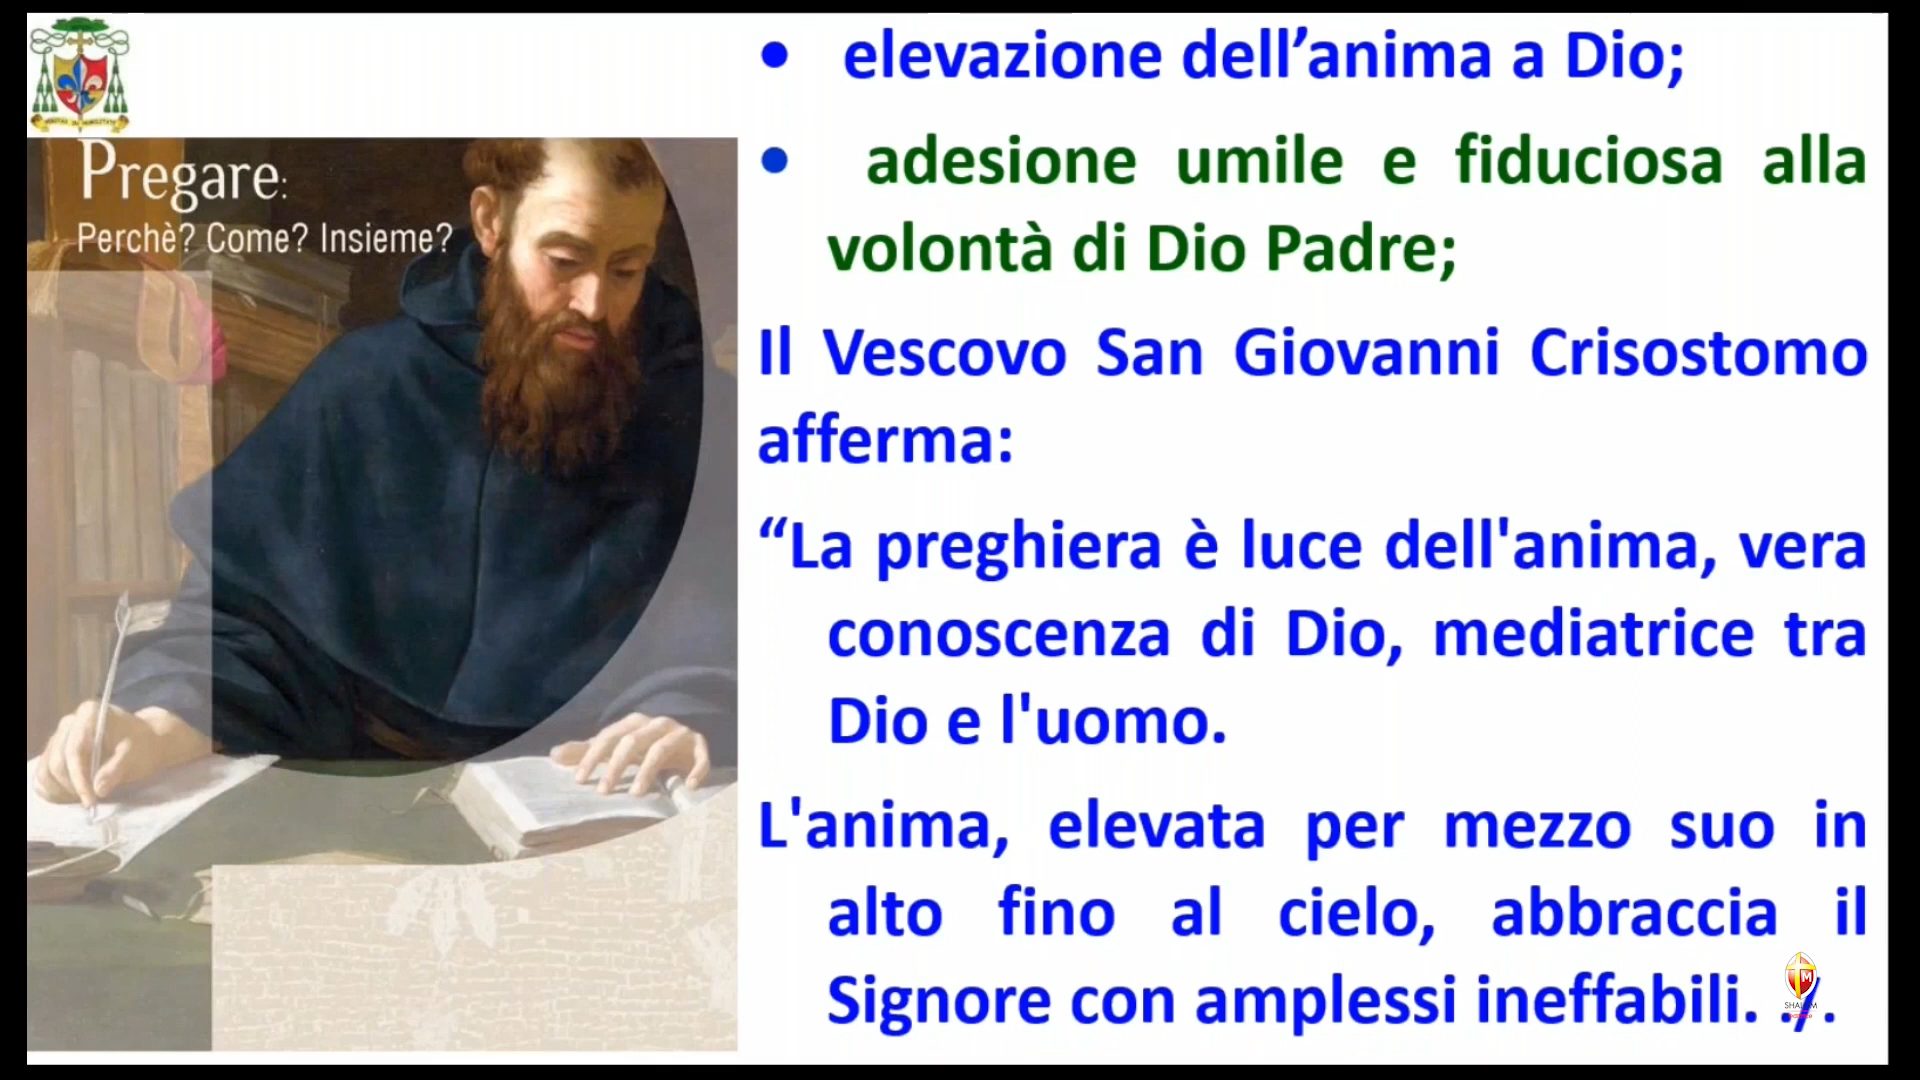 Pregare:
Perchè? Come? Insieme?
• elevazione dell’anima a Dio;
• adesione umile e fiduciosa alla
volontà di Dio Padre;
Il Vescovo San Giovanni Crisostomo
afferma:
“La preghiera è luce dell'anima, vera
conoscenza di Dio, mediatrice tra
Dio e l'uomo.
L'anima, elevata per mezzo suo in
alto fino al cielo, abbraccia il
Signore con amplessi ineffabili. ./.